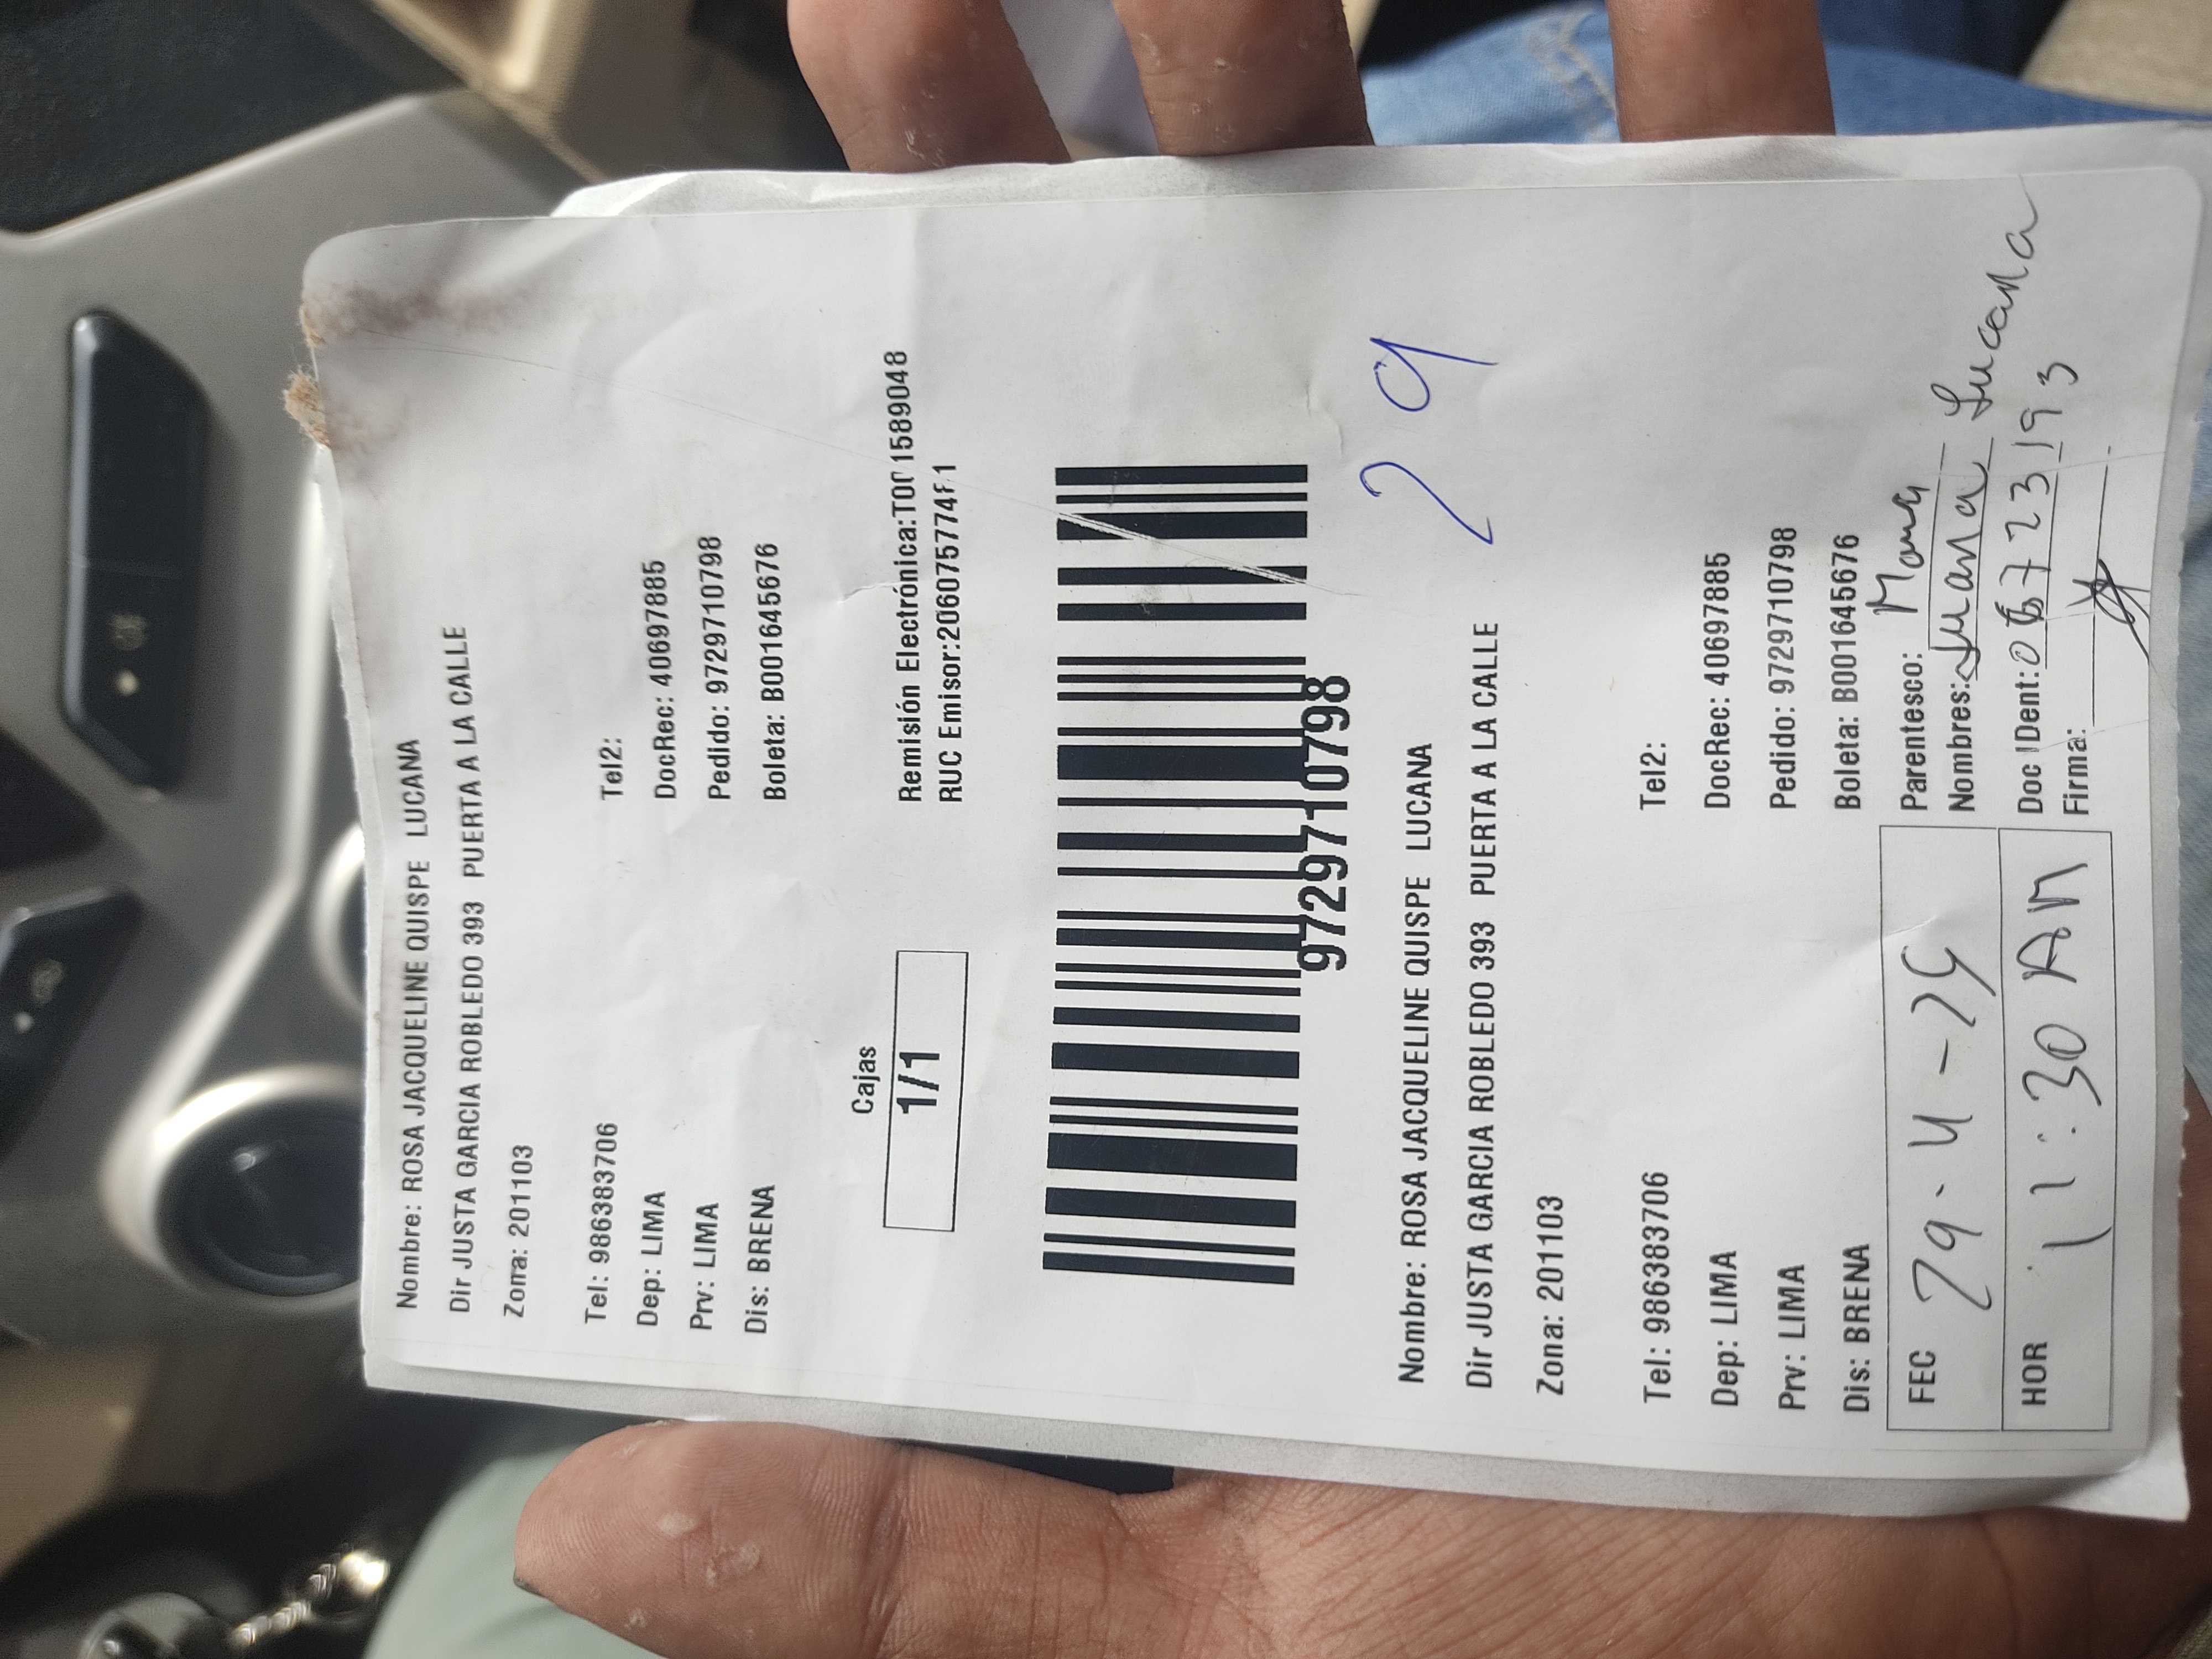 Nombre: ROSA JACQUELINE QUISPE LUCANA
Dir JUSTA GARCIA ROBLEDO 393 PUERTA A LA CALLE
Zona: 201103
Tel: 986383706 Tel2:
Dep: LIMA DocRec: 40697885
Prv: LIMA Pedido: 9729710798
Dis: BRENA Boleta: B001645676
Cajas
1/1
Remisión Electrónica:
RUC Emisor:
9729710798
29
Nombre: ROSA JACQUELINE QUISPE LUCANA
Dir JUSTA GARCIA ROBLEDO 393 PUERTA A LA CALLE
Zona: 201103
Tel: 986383706 Tel2:
Dep: LIMA DocRec: 40697885
Prv: LIMA Pedido: 9729710798
Dis: BRENA Boleta: B001645676
FEC
Parentesco:
Nombres: Juana Lucana
HOR 11:30 AM
Doc IDent:
Firma: